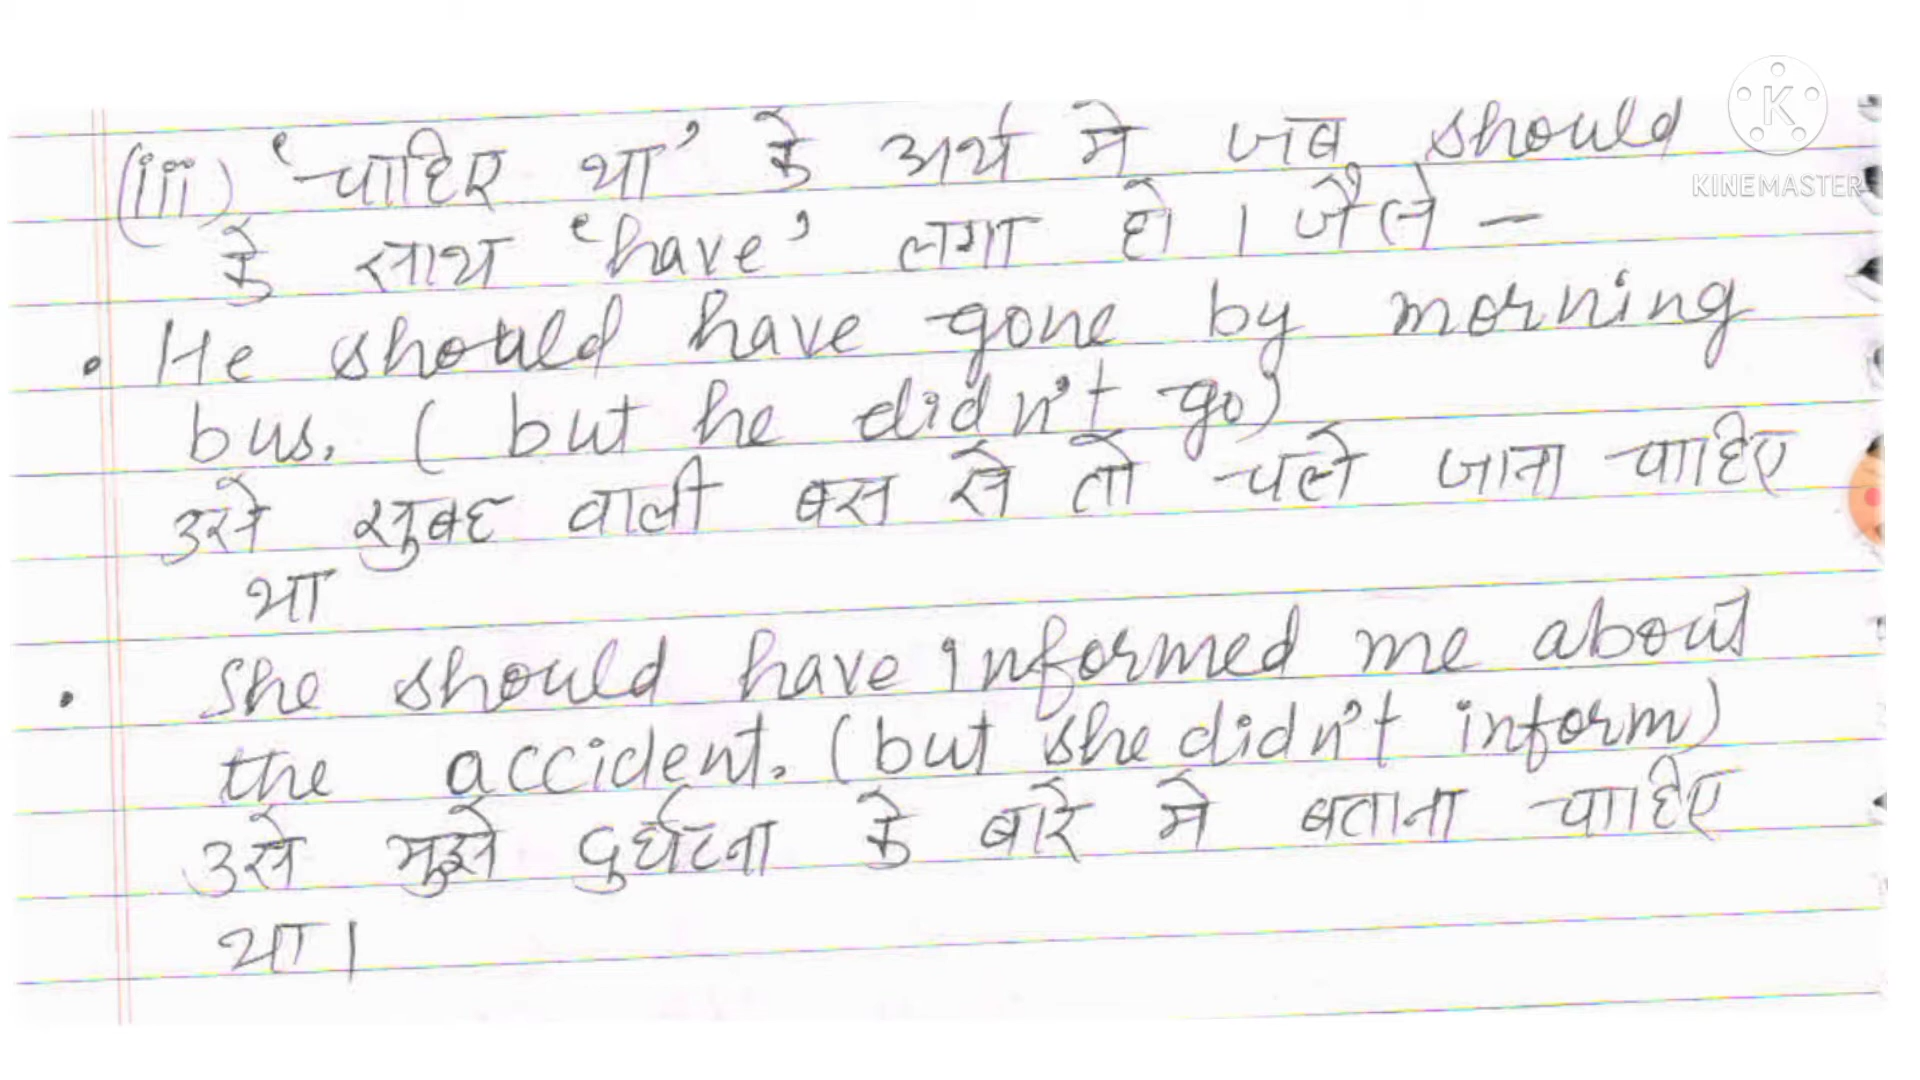 (iii) 'चाहिए था' के अर्थ मे जब should
के साथ 'have' लगा हो । जैसे –
• He should have gone by morning
bus. ( but he didn't go)
उसे सुबह वाली बस से तो चले जाना चाहिए
था
• She should have informed me about
the accident. (but she didn't inform)
उसे मुझे दुर्घटना के बारे मे बताना चाहिए
था।
K
KINEMASTER